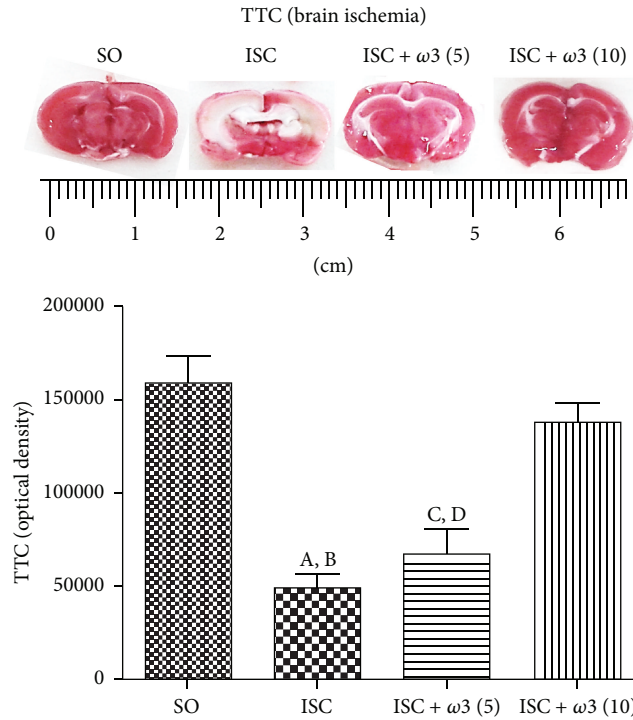 TTC (brain ischemia)
SO ISC ISC + ω3 (5) ISC + ω3 (10)
0 1 2 3 4 5 6
(cm)
200000
150000
100000
50000
0
TTC (optical density)
A, B
C, D
SO ISC ISC + ω3 (5) ISC + ω3 (10)